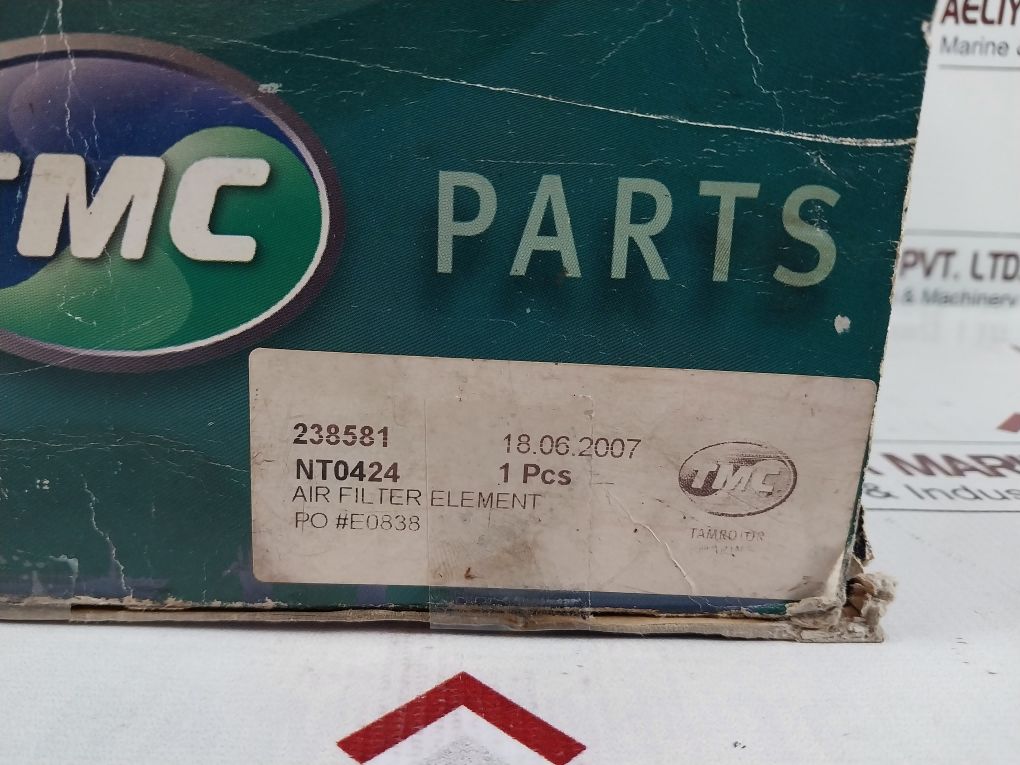 AELIY
Marine &
TMC
PARTS
PVT. LTD.
& Machinery
238581
NT0424
AIR FILTER ELEMENT
PO #E0838
18.06.2007
1 Pcs
TMC
TAMROTOR
MARINE
& Indus